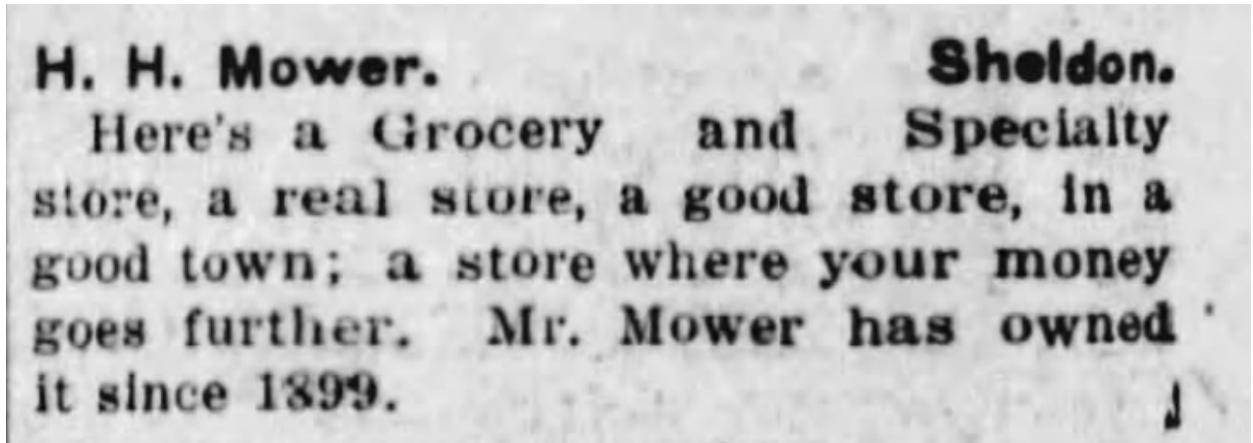 H. H. Mower. Sheldon.
Here's a Grocery and Specialty
store, a real store, a good store, in a
good town; a store where your money
goes further. Mr. Mower has owned
it since 1899.